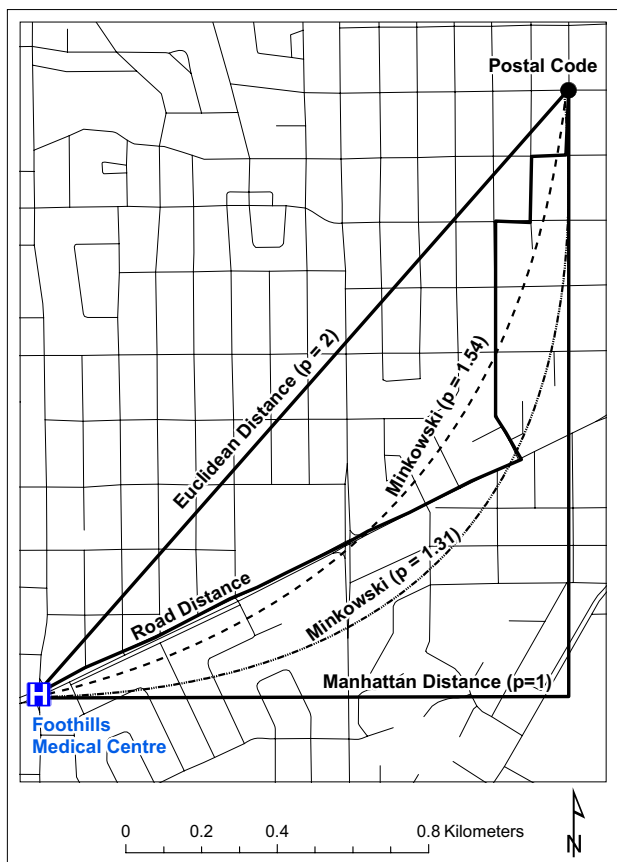 Postal Code
Euclidean Distance (p = 2)
Minkowski (p = 1.54)
Road Distance
Minkowski (p = 1.31)
Manhattan Distance (p=1)
H
Foothills
Medical Centre
0 0.2 0.4 0.8 Kilometers
N